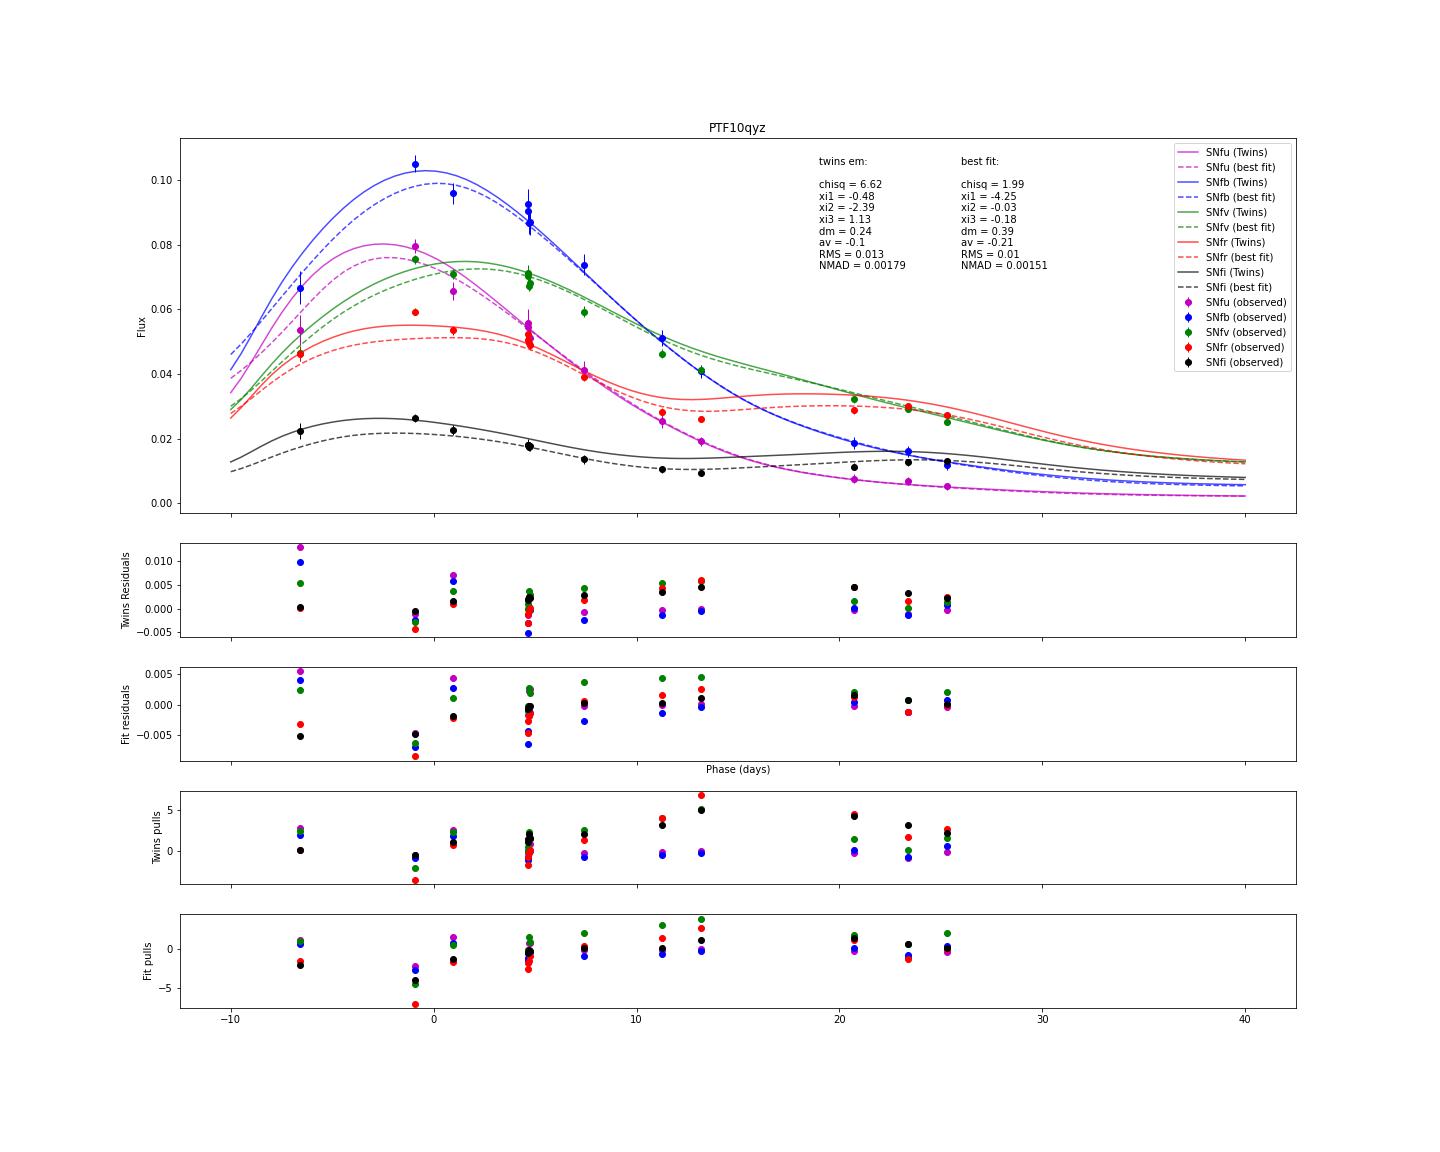 PTF10qyz
Flux
0.10
0.08
0.06
0.04
0.02
0.00
twins em:
chisq = 6.62
xi1 = -0.48
xi2 = -2.39
xi3 = 1.13
dm = 0.24
av = -0.1
RMS = 0.013
NMAD = 0.00179
best fit:
chisq = 1.99
xi1 = -4.25
xi2 = -0.03
xi3 = -0.18
dm = 0.39
av = -0.21
RMS = 0.01
NMAD = 0.00151
SNfu (Twins)
SNfu (best fit)
SNfb (Twins)
SNfb (best fit)
SNfv (Twins)
SNfv (best fit)
SNfr (Twins)
SNfr (best fit)
SNfi (Twins)
SNfi (best fit)
SNfu (observed)
SNfb (observed)
SNfv (observed)
SNfr (observed)
SNfi (observed)
Twins Residuals
0.010
0.005
0.000
−0.005
Fit residuals
0.005
0.000
−0.005
Phase (days)
Twins pulls
5
0
Fit pulls
0
−5
−10
0
10
20
30
40